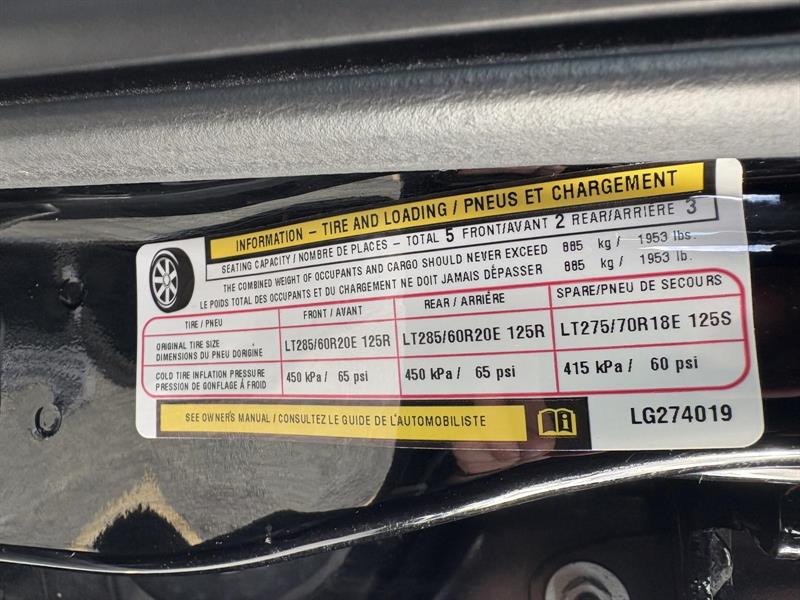 INFORMATION – TIRE AND LOADING / PNEUS ET CHARGEMENT
SEATING CAPACITY / NOMBRE DE PLACES – TOTAL 5 FRONT/AVANT 2 REAR/ARRIÈRE 3
THE COMBINED WEIGHT OF OCCUPANTS AND CARGO SHOULD NEVER EXCEED 885 kg / 1953 lbs.
LE POIDS TOTAL DES OCCUPANTS ET DU CHARGEMENT NE DOIT JAMAIS DÉPASSER 885 kg / 1953 lb.
TIRE / PNEU FRONT / AVANT REAR / ARRIÈRE SPARE/PNEU DE SECOURS
ORIGINAL TIRE SIZE
DIMENSIONS DU PNEU DORIGINE LT285/60R20E 125R LT285/60R20E 125R LT275/70R18E 125S
COLD TIRE INFLATION PRESSURE
PRESSION DE GONFLAGE À FROID 450 kPa / 65 psi 450 kPa / 65 psi 415 kPa / 60 psi
SEE OWNER'S MANUAL / CONSULTEZ LE GUIDE DE L'AUTOMOBILISTE LG274019